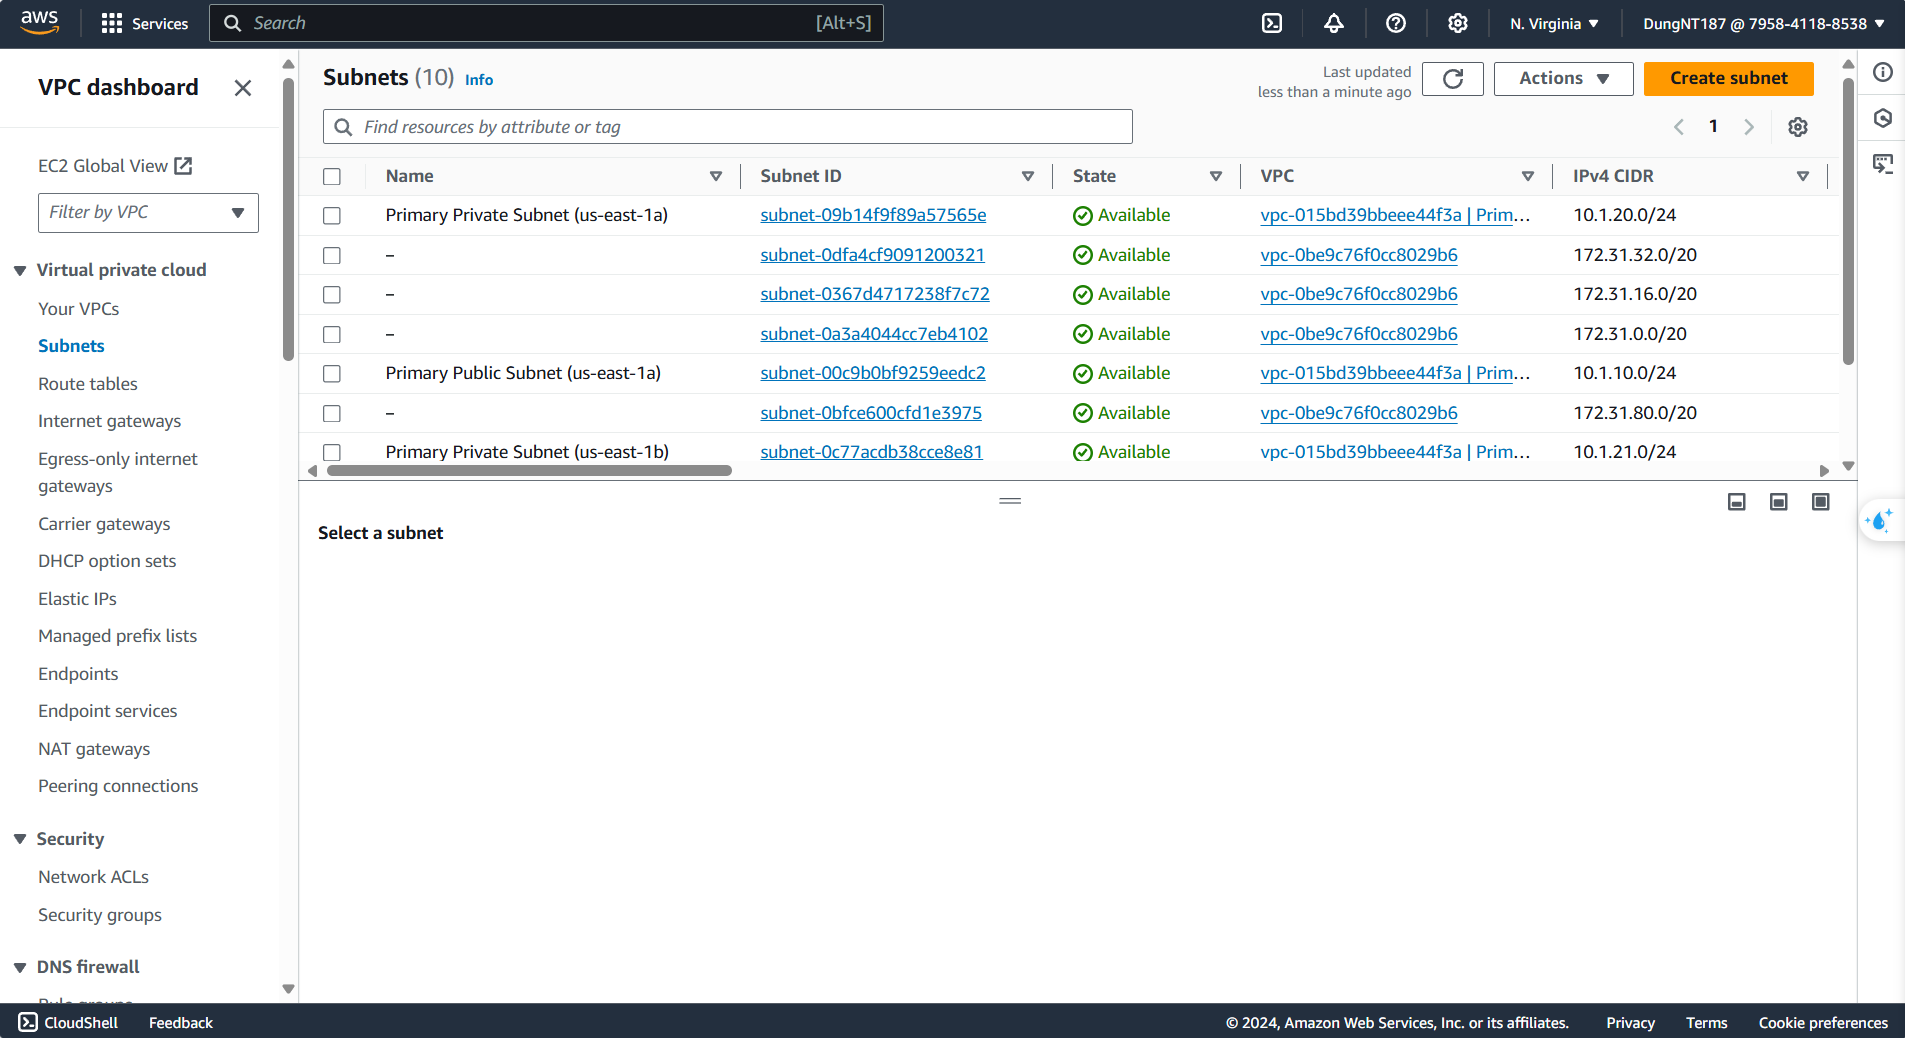 aws Services Search [Alt+S] N. Virginia DungNT187 @ 7958-4118-8538
VPC dashboard
EC2 Global View
Filter by VPC
Virtual private cloud
Your VPCs
Subnets
Route tables
Internet gateways
Egress-only internet
gateways
Carrier gateways
DHCP option sets
Elastic IPs
Managed prefix lists
Endpoints
Endpoint services
NAT gateways
Peering connections
Security
Network ACLs
Security groups
DNS firewall
Rule groups
Subnets (10) Info
Last updated
less than a minute ago
Actions
Create subnet
Find resources by attribute or tag
1
Name Subnet ID State VPC IPv4 CIDR
Primary Private Subnet (us-east-1a) subnet-09b14f9f89a57565e Available vpc-015bd39bbeee44f3a | Prim… 10.1.20.0/24
– subnet-0dfa4cf9091200321 Available vpc-0be9c76f0cc8029b6 172.31.32.0/20
– subnet-0367d4717238f7c72 Available vpc-0be9c76f0cc8029b6 172.31.16.0/20
– subnet-0a3a4044cc7eb4102 Available vpc-0be9c76f0cc8029b6 172.31.0.0/20
Primary Public Subnet (us-east-1a) subnet-00c9b0bf9259eedc2 Available vpc-015bd39bbeee44f3a | Prim… 10.1.10.0/24
– subnet-0bfce600cfd1e3975 Available vpc-0be9c76f0cc8029b6 172.31.80.0/20
Primary Private Subnet (us-east-1b) subnet-0c77acdb38cce8e81 Available vpc-015bd39bbeee44f3a | Prim… 10.1.21.0/24
Select a subnet
CloudShell Feedback © 2024, Amazon Web Services, Inc. or its affiliates. Privacy Terms Cookie preferences